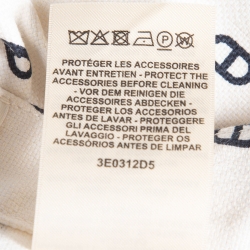 PROTÉGER LES ACCESSOIRES
AVANT ENTRETIEN - PROTECT THE
ACCESSORIES BEFORE CLEANING
- VOR DEM REINIGEN DIE
ACCESSOIRES ABDECKEN -
PROTEGER LOS ACCESORIOS
ANTES DE LAVAR - PROTEGGERE
GLI ACCESSORI PRIMA DEL
LAVAGGIO - PROTEGER OS
ACESSÓRIOS ANTES DE LIMPAR
3E0312D5